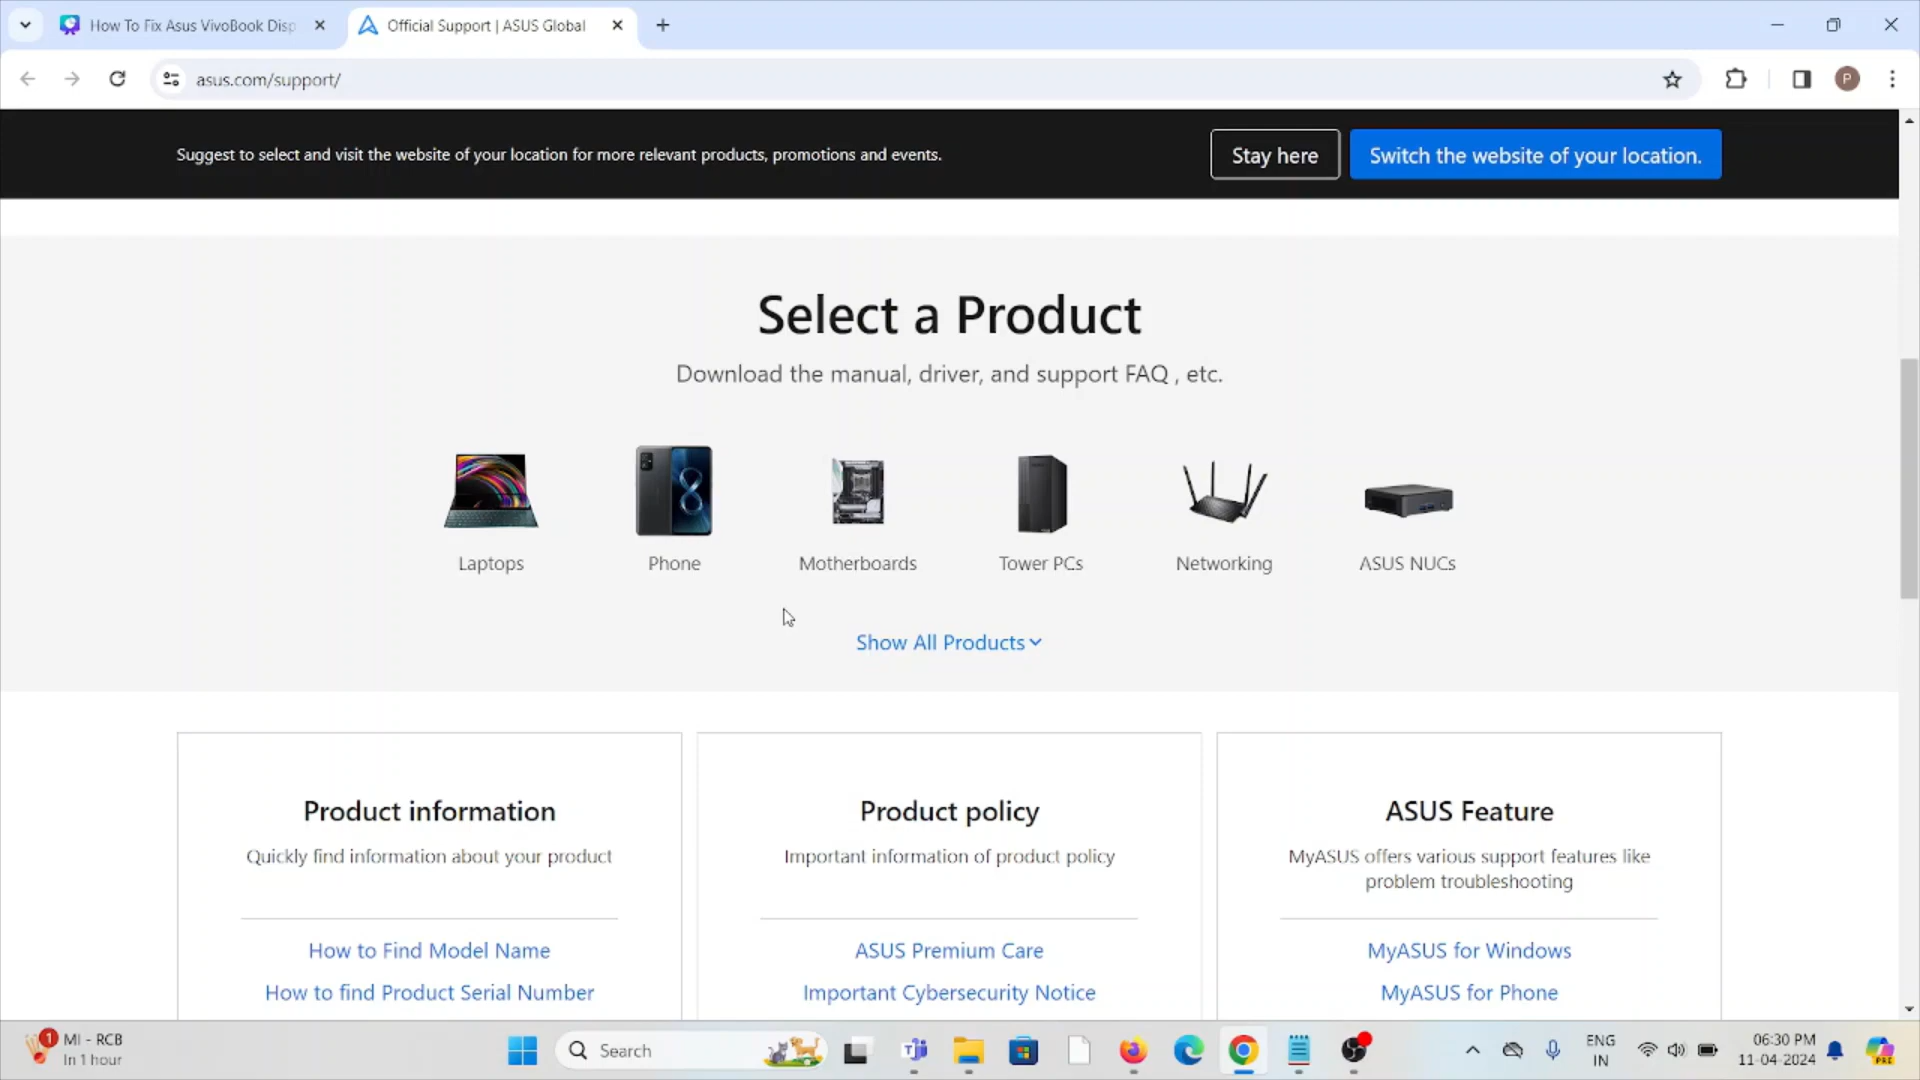 How To Fix Asus VivoBook Disp
Official Support | ASUS Global
asus.com/support/
P
Suggest to select and visit the website of your location for more relevant products, promotions and events.
Stay here
Switch the website of your location.
Select a Product
Download the manual, driver, and support FAQ , etc.
Laptops
Phone
Motherboards
Tower PCs
Networking
ASUS NUCs
Show All Products
Product information
Quickly find information about your product
How to Find Model Name
How to find Product Serial Number
Product policy
Important information of product policy
ASUS Premium Care
Important Cybersecurity Notice
ASUS Feature
MyASUS offers various support features like
problem troubleshooting
MyASUS for Windows
MyASUS for Phone
1
MI - RCB
In 1 hour
Search
ENG
IN
06:30 PM
11-04-2024
PRE